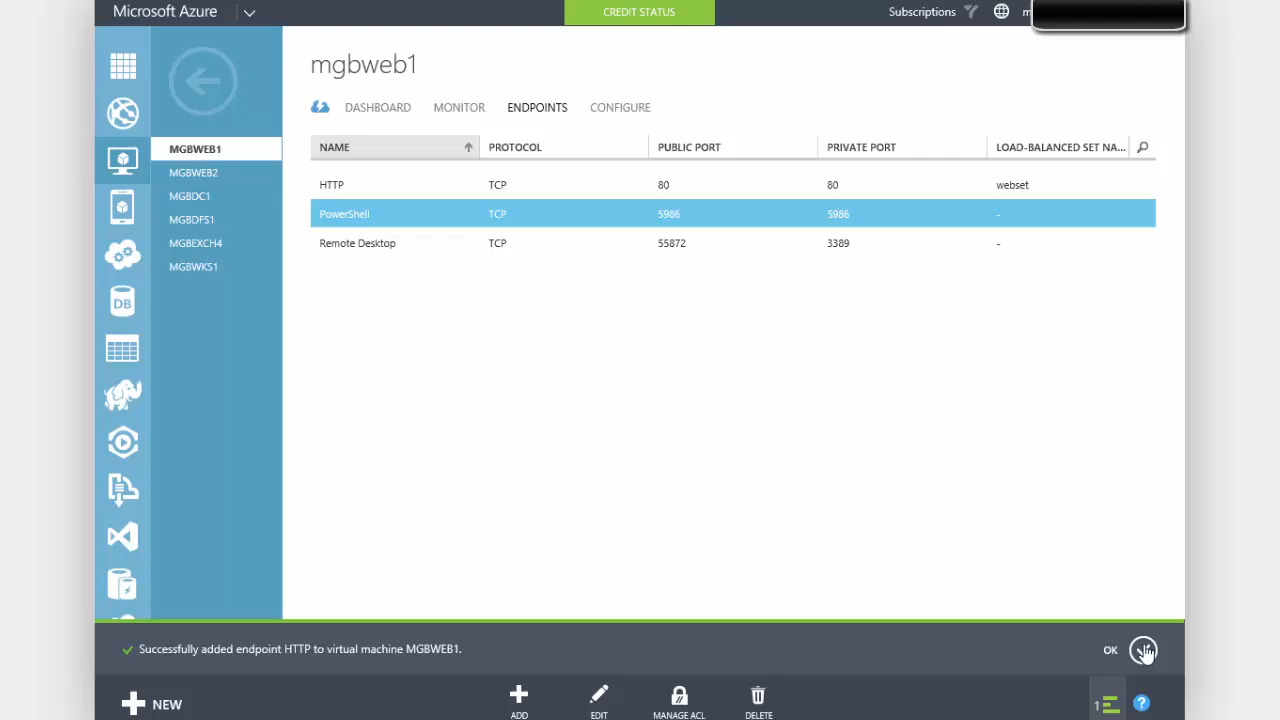 Microsoft Azure
CREDIT STATUS
Subscriptions
m
mgbweb1
DASHBOARD MONITOR ENDPOINTS CONFIGURE
NAME PROTOCOL PUBLIC PORT PRIVATE PORT LOAD-BALANCED SET NA...
HTTP TCP 80 80 webset
PowerShell TCP 5986 5986 -
Remote Desktop TCP 55872 3389 -
MGBWEB1
MGBWEB2
MGBDC1
MGBDFS1
MGBEXCH4
MGBWKS1
DB
Successfully added endpoint HTTP to virtual machine MGBWEB1.
OK
NEW
ADD EDIT MANAGE ACL DELETE
1
?